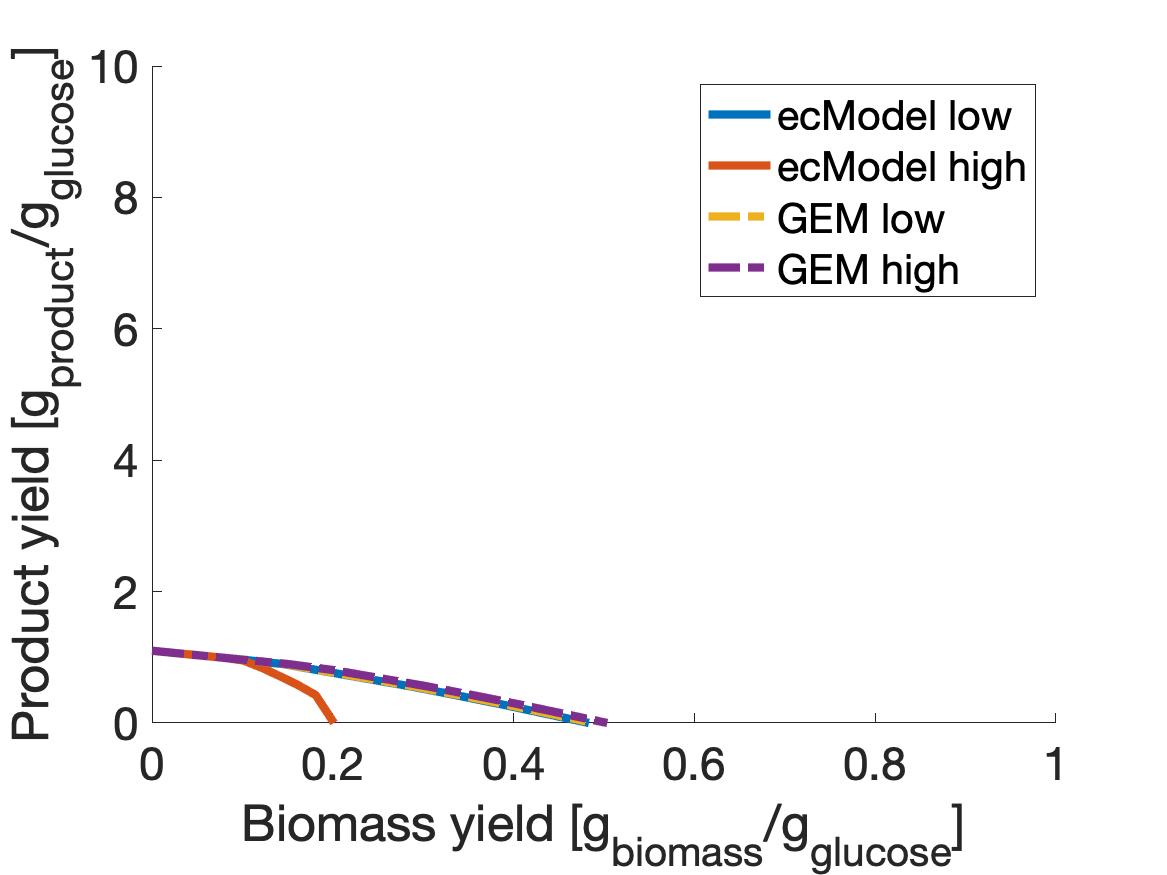 Product yield [g_product/g_glucose]
10
8
6
4
2
0
ecModel low
ecModel high
GEM low
GEM high
0 0.2 0.4 0.6 0.8 1
Biomass yield [g_biomass/g_glucose]